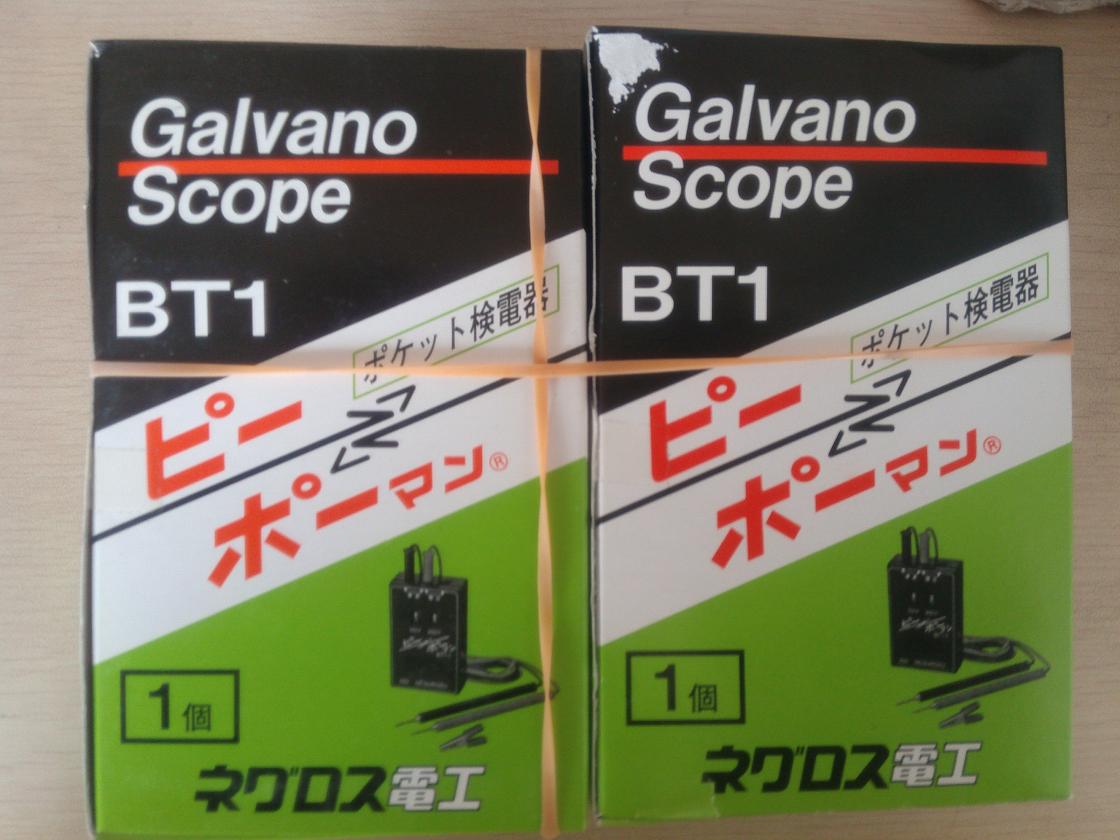 Galvano
Scope
BT1
ポケット検電器
ピー
ポーマン®
1個
ネグロス電工
Galvano
Scope
BT1
ポケット検電器
ピー
ポーマン®
1個
ネグロス電工